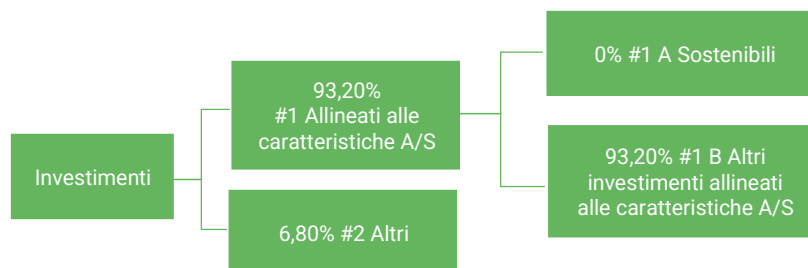 Investimenti
93,20%
#1 Allineati alle
caratteristiche A/S
6,80% #2 Altri
0% #1 A Sostenibili
93,20% #1 B Altri
investimenti allineati
alle caratteristiche A/S